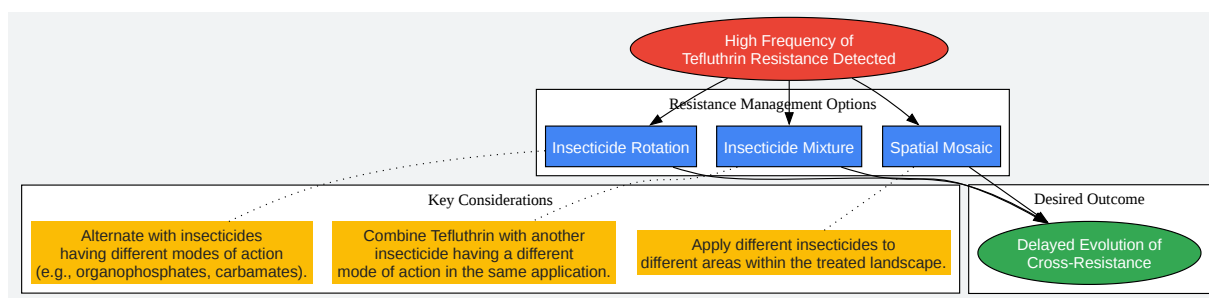 High Frequency of
Tefluthrin Resistance Detected
Resistance Management Options
Insecticide Rotation
Insecticide Mixture
Spatial Mosaic
Key Considerations
Desired Outcome
Alternate with insecticides
having different modes of action
(e.g., organophosphates, carbamates).
Combine Tefluthrin with another
insecticide having a different
mode of action in the same application.
Apply different insecticides to
different areas within the treated landscape.
Delayed Evolution of
Cross-Resistance